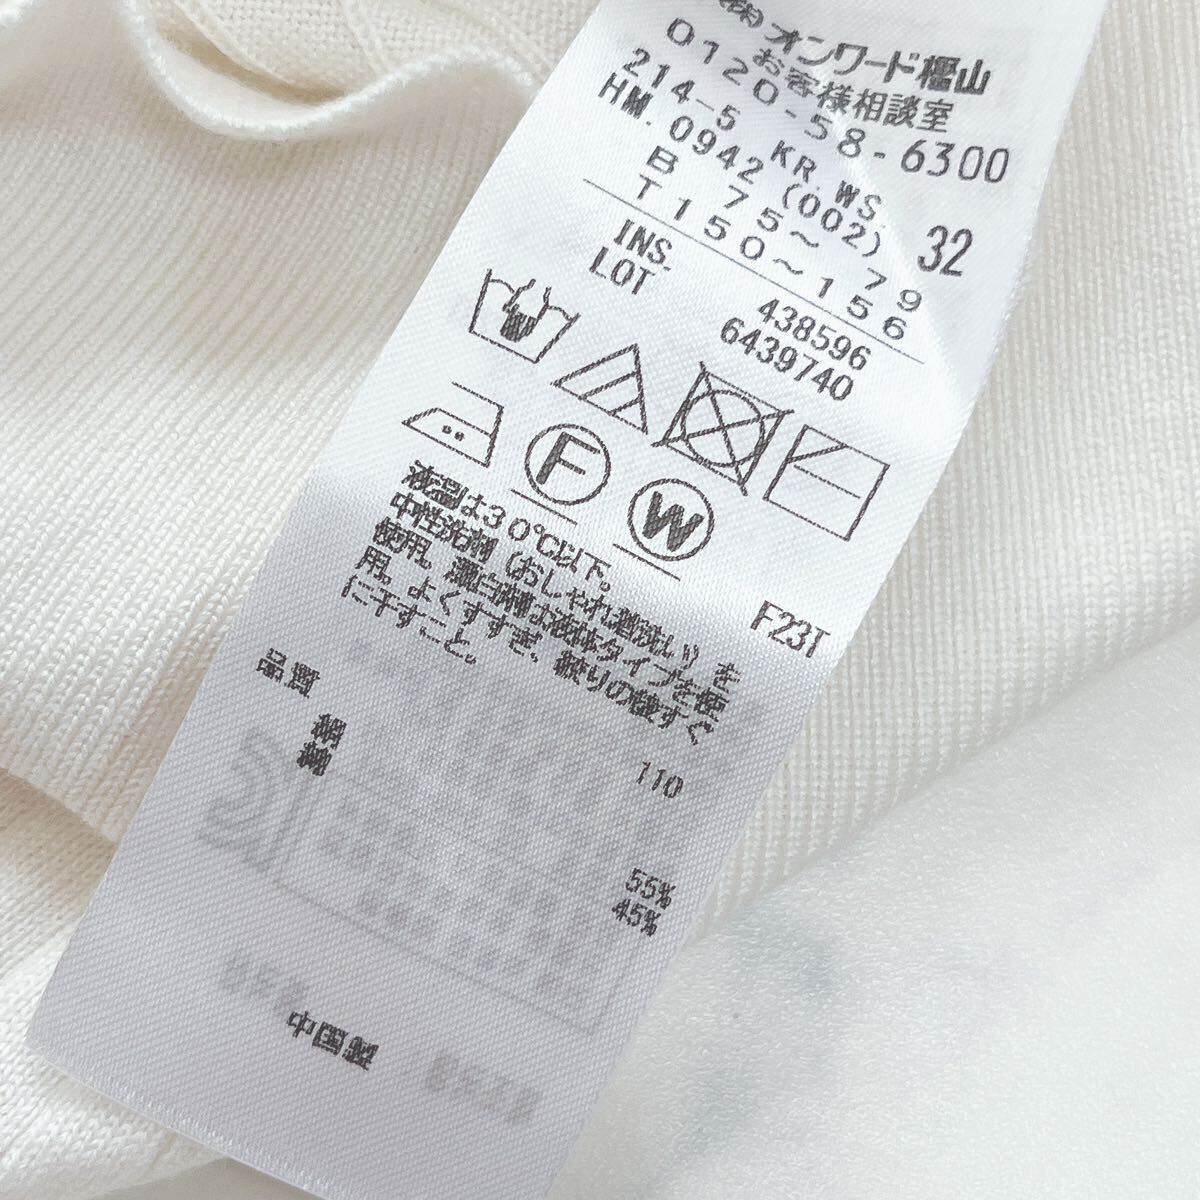 (株)オンワード樫山
お客様相談室
0120-58-6300
214-5 KR.WS.
HM.0942(002) 32
B 75~79
T150~156
INS. 438596
LOT 6439740
F
W
液温は30℃以下。
中性洗剤(おしゃれ着洗い)を
使用。漂白剤は液体タイプを使
用。よくすすぎ、絞りの後すぐ
に干すこと。
F23T
品質 110
絹 55%
綿 45%
中国製